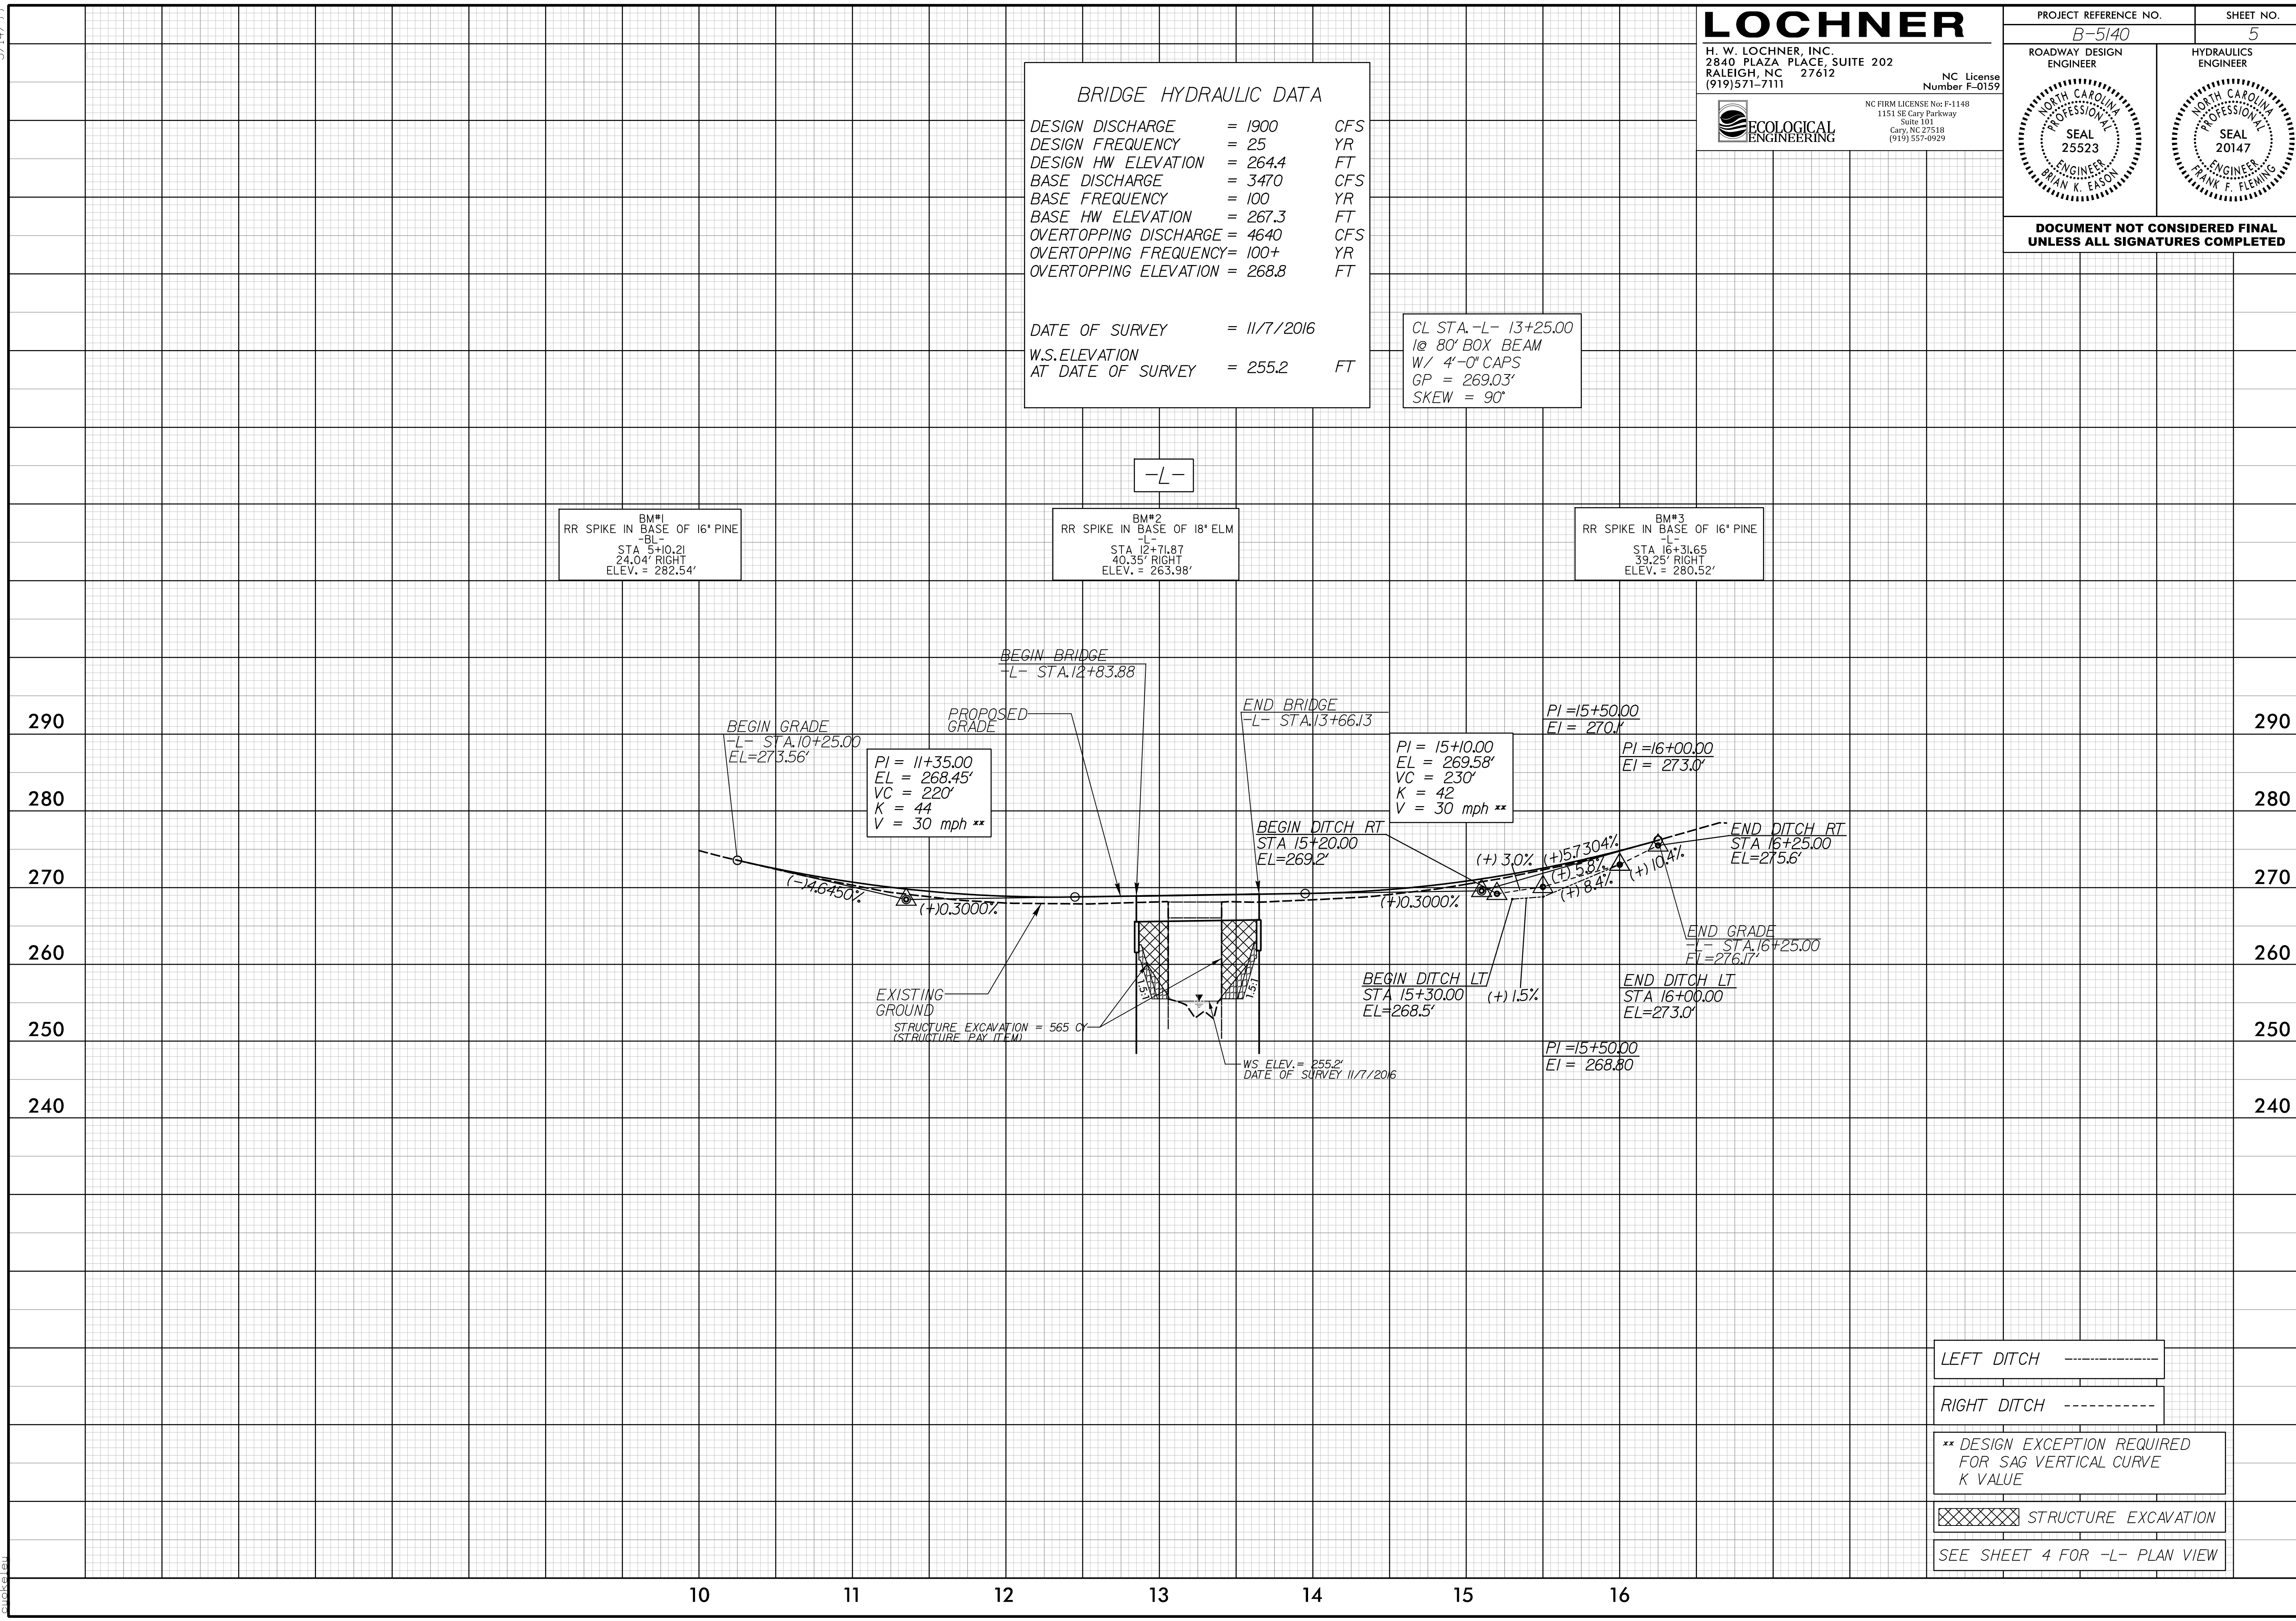 LOCHNER
H. W. LOCHNER, INC.
2840 PLAZA PLACE, SUITE 202
RALEIGH, NC 27612
(919)571-7111
NC License
Number F-0159
ECOLOGICAL
ENGINEERING
NC FIRM LICENSE No: F-1148
1151 SE Cary Parkway
Suite 101
Cary, NC 27518
(919) 557-0929
PROJECT REFERENCE NO.
B-5140
SHEET NO.
5
ROADWAY DESIGN
ENGINEER
HYDRAULICS
ENGINEER
NORTH CAROLINA
PROFESSIONAL
SEAL
25523
ENGINEER
BRIAN K. EASON
NORTH CAROLINA
PROFESSIONAL
SEAL
20147
ENGINEER
FRANK F. FLEMING
DOCUMENT NOT CONSIDERED FINAL
UNLESS ALL SIGNATURES COMPLETED
BRIDGE HYDRAULIC DATA
DESIGN DISCHARGE = 1900 CFS
DESIGN FREQUENCY = 25 YR
DESIGN HW ELEVATION = 264.4 FT
BASE DISCHARGE = 3470 CFS
BASE FREQUENCY = 100 YR
BASE HW ELEVATION = 267.3 FT
OVERTOPPING DISCHARGE = 4640 CFS
OVERTOPPING FREQUENCY= 100+ YR
OVERTOPPING ELEVATION = 268.8 FT
DATE OF SURVEY = 11/7/2016
W.S.ELEVATION
AT DATE OF SURVEY = 255.2 FT
CL STA.-L- 13+25.00
1@ 80' BOX BEAM
W/ 4'-0" CAPS
GP = 269.03'
SKEW = 90°
-L-
BM#1
RR SPIKE IN BASE OF 16" PINE
-BL-
STA 5+10.21
24.04' RIGHT
ELEV. = 282.54'
BM#2
RR SPIKE IN BASE OF 18" ELM
-L-
STA 12+71.87
40.35' RIGHT
ELEV. = 263.98'
BM#3
RR SPIKE IN BASE OF 16" PINE
-L-
STA 16+31.65
39.25' RIGHT
ELEV. = 280.52'
BEGIN BRIDGE
-L- STA.12+83.88
PROPOSED
GRADE
END BRIDGE
-L- STA.13+66.13
BEGIN GRADE
-L- STA.10+25.00
EL=273.56'
PI = 11+35.00
EL = 268.45'
VC = 220'
K = 44
V = 30 mph **
PI = 15+10.00
EL = 269.58'
VC = 230'
K = 42
V = 30 mph **
PI =15+50.00
El = 270.1'
PI =16+00.00
El = 273.0'
BEGIN DITCH RT
STA 15+20.00
EL=269.2'
END DITCH RT
STA 16+25.00
EL=275.6'
(-)4.6450%
(+)0.3000%
(+)0.3000%
(+) 3.0%
(+)5.7304%
(+) 5.8%
(+) 8.4%
(+) 10.4%
END GRADE
-L- STA.16+25.00
El=276.17'
BEGIN DITCH LT
STA 15+30.00
EL=268.5'
(+) 1.5%
END DITCH LT
STA 16+00.00
EL=273.0'
PI =15+50.00
El = 268.80
EXISTING
GROUND
STRUCTURE EXCAVATION = 565 CY
(STRUCTURE PAY ITEM)
1.5:1
1.5:1
WS ELEV.= 255.2'
DATE OF SURVEY 11/7/2016
290
280
270
260
250
240
290
280
270
260
250
240
LEFT DITCH
RIGHT DITCH
** DESIGN EXCEPTION REQUIRED
FOR SAG VERTICAL CURVE
K VALUE
STRUCTURE EXCAVATION
SEE SHEET 4 FOR -L- PLAN VIEW
10 11 12 13 14 15 16